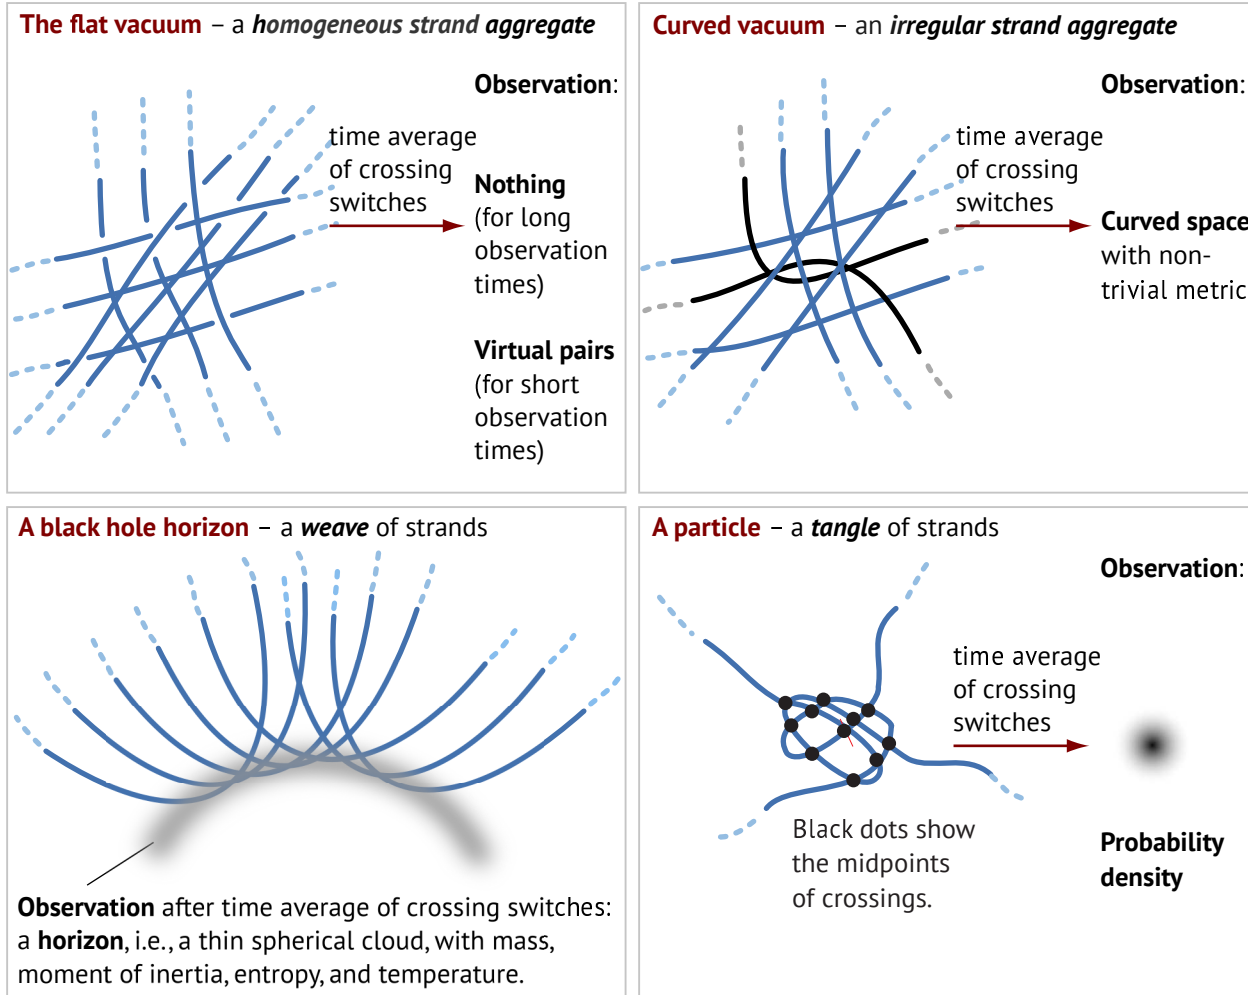 The flat vacuum – a homogeneous strand aggregate
Observation:
time average
of crossing
switches
Nothing
(for long
observation
times)
Virtual pairs
(for short
observation
times)
Curved vacuum – an irregular strand aggregate
Observation:
time average
of crossing
switches
Curved space
with non-
trivial metric
A black hole horizon – a weave of strands
Observation after time average of crossing switches:
a horizon, i.e., a thin spherical cloud, with mass,
moment of inertia, entropy, and temperature.
A particle – a tangle of strands
Observation:
time average
of crossing
switches
Black dots show
the midpoints
of crossings.
Probability
density